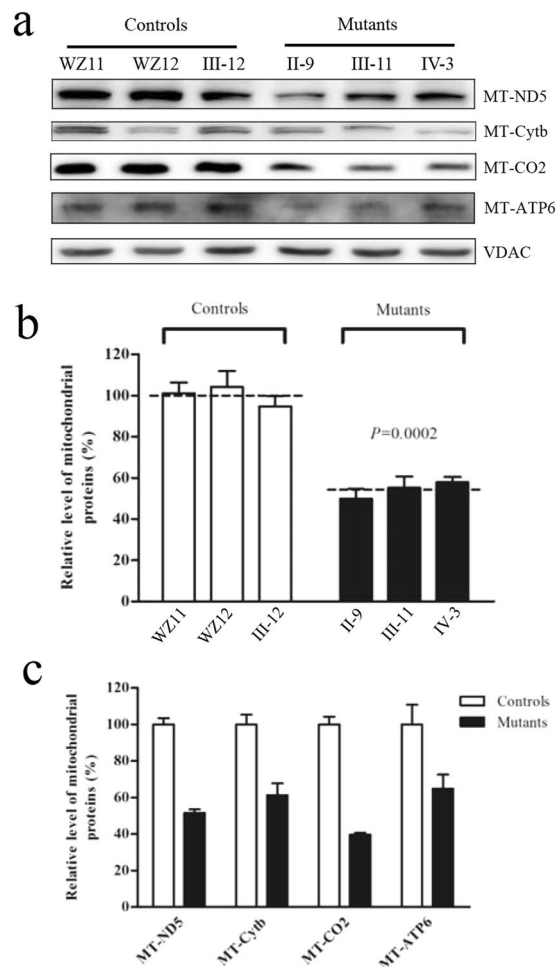 a
Controls
Mutants
WZ11 WZ12 III-12 II-9 III-11 IV-3
MT-ND5
MT-Cytb
MT-CO2
MT-ATP6
VDAC
b
Controls
Mutants
Relative level of mitochondrial
proteins (%)
120
100
80
60
40
20
0
P=0.0002
WZ11 WZ12 III-12 II-9 III-11 IV-3
c
Relative level of mitochondrial
proteins (%)
120
100
80
60
40
20
0
Controls
Mutants
MT-ND5 MT-Cytb MT-CO2 MT-ATP6